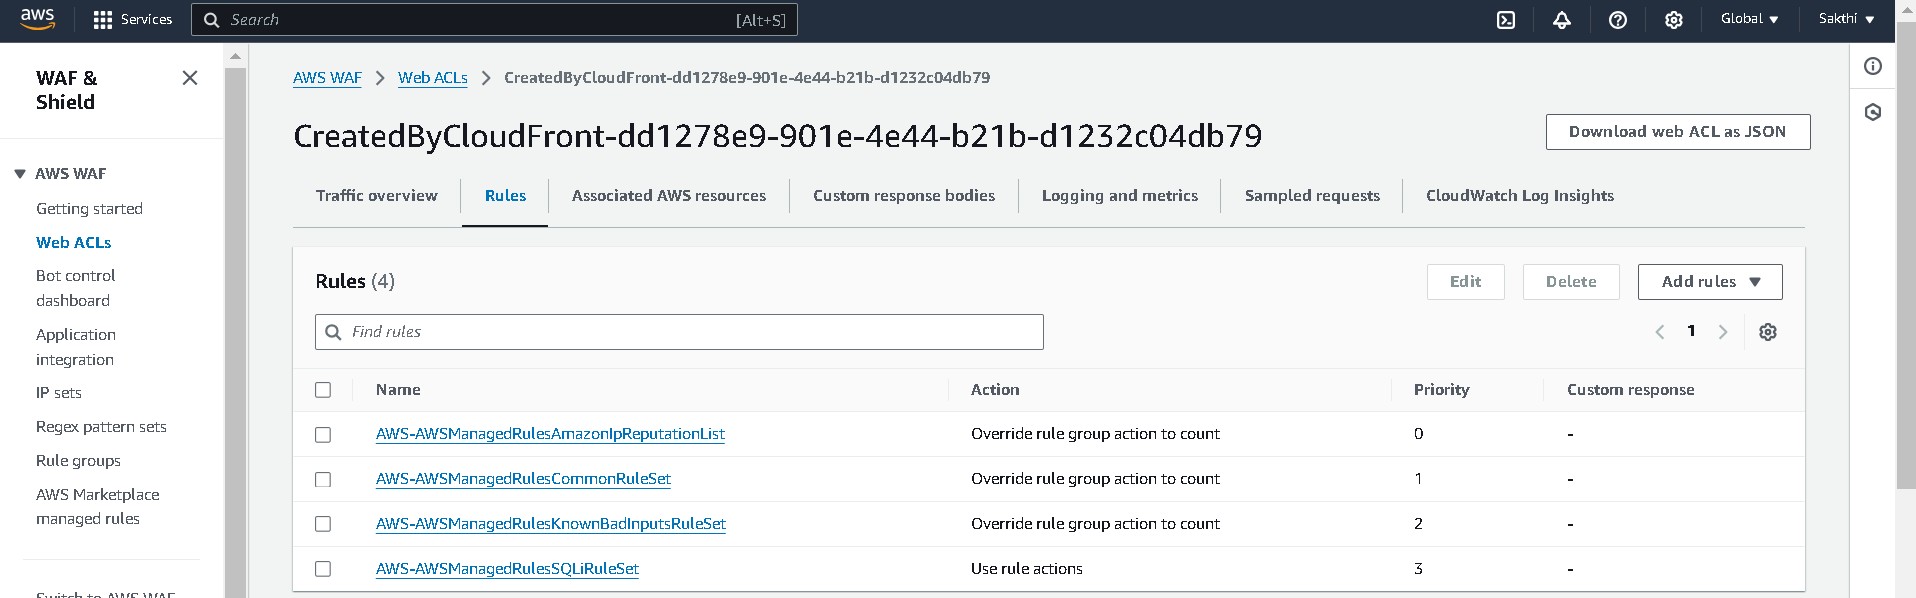 aws
Services
Search
[Alt+S]
Global
Sakthi
WAF &
Shield
AWS WAF
Getting started
Web ACLs
Bot control
dashboard
Application
integration
IP sets
Regex pattern sets
Rule groups
AWS Marketplace
managed rules
Switch to AWS WAF
AWS WAF > Web ACLs > CreatedByCloudFront-dd1278e9-901e-4e44-b21b-d1232c04db79
CreatedByCloudFront-dd1278e9-901e-4e44-b21b-d1232c04db79
Download web ACL as JSON
Traffic overview
Rules
Associated AWS resources
Custom response bodies
Logging and metrics
Sampled requests
CloudWatch Log Insights
Rules (4)
Edit
Delete
Add rules
Find rules
1
Name Action Priority Custom response
AWS-AWSManagedRulesAmazonIpReputationList Override rule group action to count 0 -
AWS-AWSManagedRulesCommonRuleSet Override rule group action to count 1 -
AWS-AWSManagedRulesKnownBadInputsRuleSet Override rule group action to count 2 -
AWS-AWSManagedRulesSQLiRuleSet Use rule actions 3 -